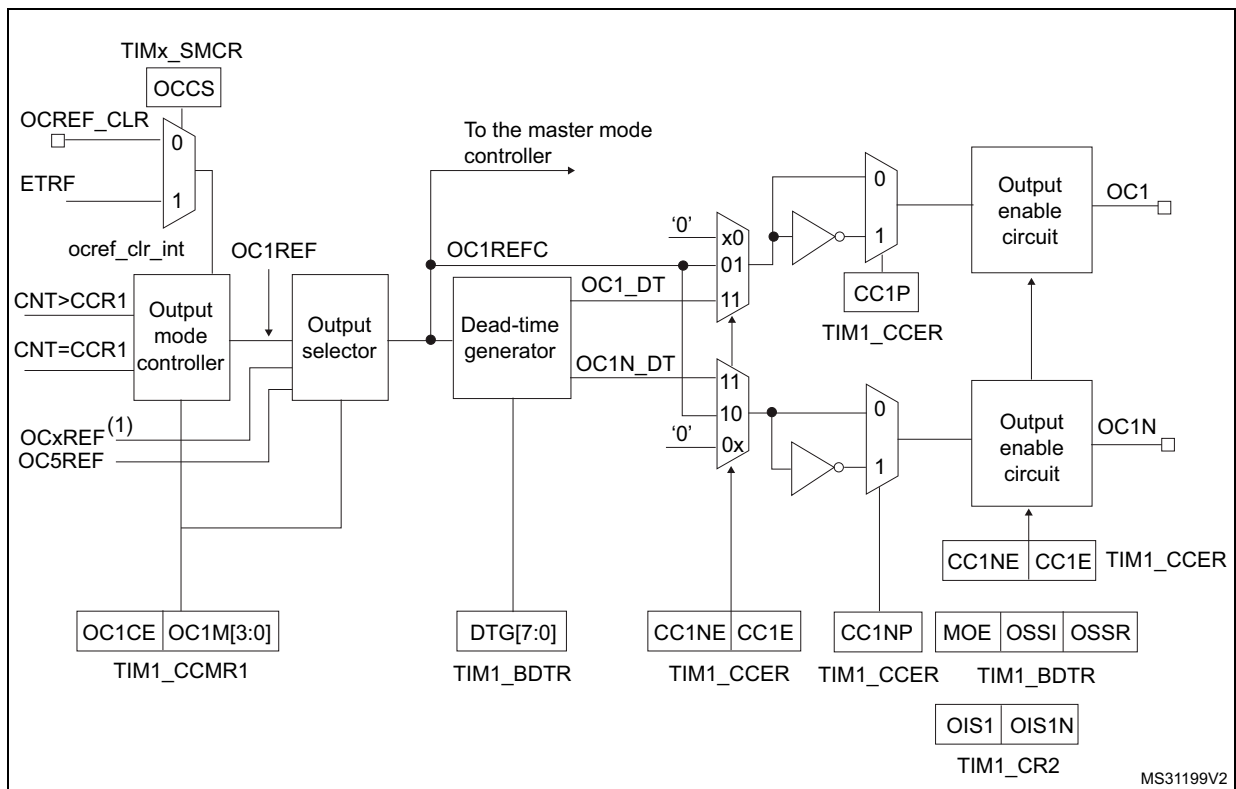 TIMx_SMCR
OCCS
OCREF_CLR
0
ETRF
1
ocref_clr_int
To the master mode
controller
OC1REF
OC1REFC
CNT>CCR1
CNT=CCR1
Output
mode
controller
Output
selector
Dead-time
generator
OC1_DT
OC1N_DT
OCxREF(1)
OC5REF
'0'
x0
01
11
11
10
'0'
0x
0
1
CC1P
TIM1_CCER
0
1
Output
enable
circuit
OC1
Output
enable
circuit
OC1N
CC1NE CC1E TIM1_CCER
OC1CE OC1M[3:0]
TIM1_CCMR1
DTG[7:0]
TIM1_BDTR
CC1NE CC1E
TIM1_CCER
CC1NP
TIM1_CCER
MOE OSSI OSSR
TIM1_BDTR
OIS1 OIS1N
TIM1_CR2
MS31199V2